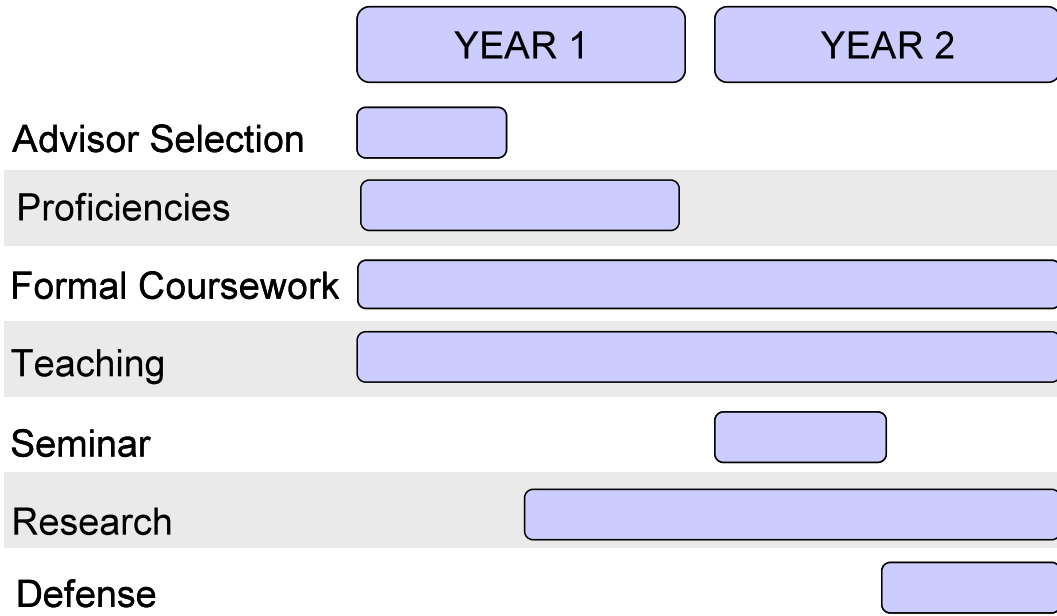 YEAR 1
YEAR 2
Advisor Selection
Proficiencies
Formal Coursework
Teaching
Seminar
Research
Defense